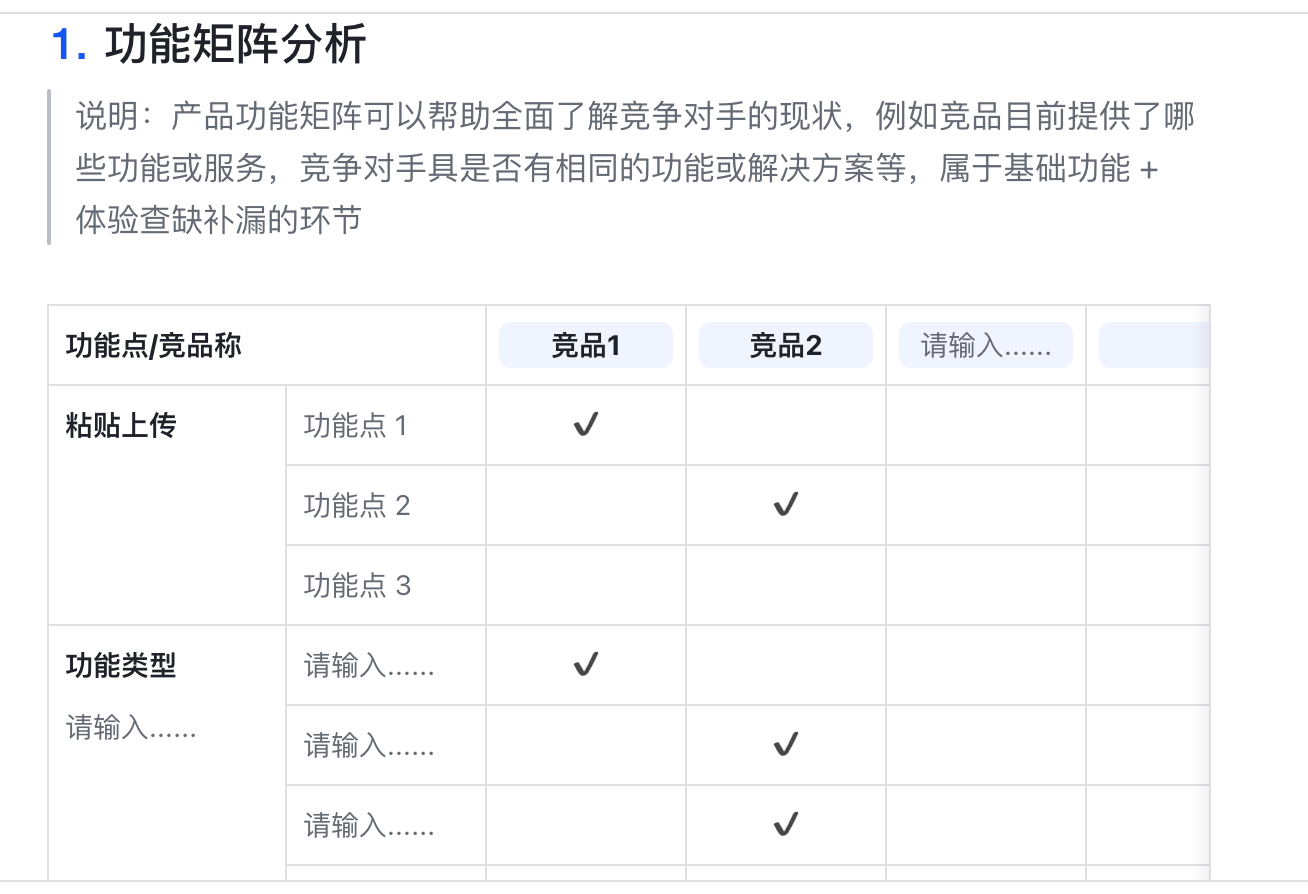 1. 功能矩阵分析
说明：产品功能矩阵可以帮助全面了解竞争对手的现状，例如竞品目前提供了哪
些功能或服务，竞争对手具是否有相同的功能或解决方案等，属于基础功能 +
体验查缺补漏的环节
功能点/竞品称 竞品1 竞品2 请输入……
粘贴上传 功能点 1 ✔
功能点 2 ✔
功能点 3
功能类型 请输入…… ✔
请输入……
请输入…… ✔
请输入…… ✔